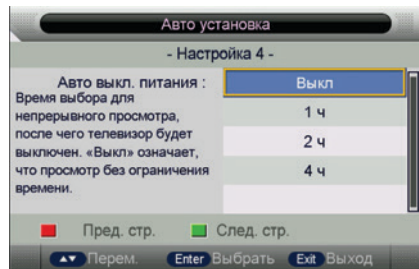 Авто установка
- Настройка 4 -
Авто выкл. питания :
Время выбора для
непрерывного просмотра,
после чего телевизор будет
выключен. «Выкл» означает,
что просмотр без ограничения
времени.
Выкл
1 ч
2 ч
4 ч
Пред. стр. След. стр.
▲▼ Перем. Enter Выбрать Exit Выход